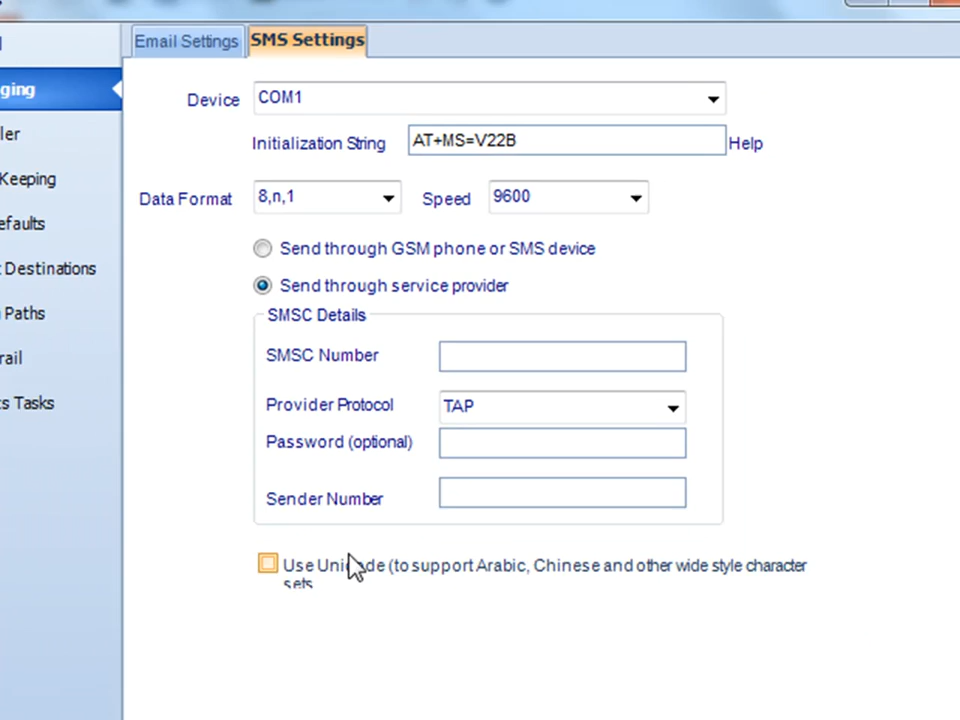 Email Settings SMS Settings
ging
Device COM1
ler
Initialization String AT+MS=V22B Help
Keeping
Data Format 8,n,1 Speed 9600
efaults
Send through GSM phone or SMS device
Destinations
Send through service provider
Paths
SMSC Details
SMSC Number
rail
Provider Protocol TAP
s Tasks
Password (optional)
Sender Number
Use Unicode (to support Arabic, Chinese and other wide style character
sets